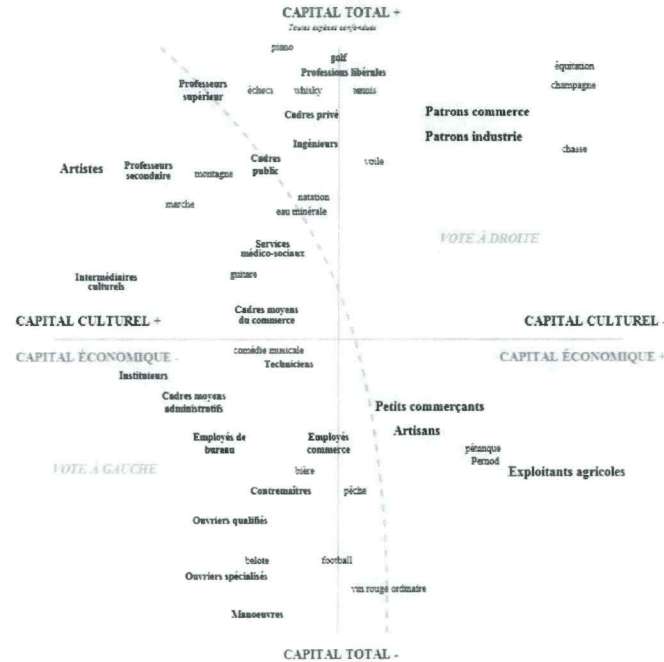 CAPITAL TOTAL +
Toutes espèces confondues
piano
golf
Professions libérales
équitation
Professeurs
supérieur
échecs
whisky
tennis
champagne
Cadres privé
Patrons commerce
Ingénieurs
Patrons industrie
chasse
Artistes
Professeurs
secondaire
montagne
Cadres
public
voile
marche
natation
eau minérale
VOTE À DROITE
Services
médico-sociaux
Intermédiaires
culturels
guitare
Cadres moyens
du commerce
CAPITAL CULTUREL +
CAPITAL CULTUREL -
CAPITAL ÉCONOMIQUE -
CAPITAL ÉCONOMIQUE +
comédie musicale
Techniciens
Instituteurs
Cadres moyens
administratifs
Petits commerçants
Artisans
Employés de
bureau
Employés
commerce
pétanque
Pernod
VOTE À GAUCHE
bière
Exploitants agricoles
Contremaîtres
pêche
Ouvriers qualifiés
belote
football
Ouvriers spécialisés
vin rouge ordinaire
Manoeuvres
CAPITAL TOTAL -